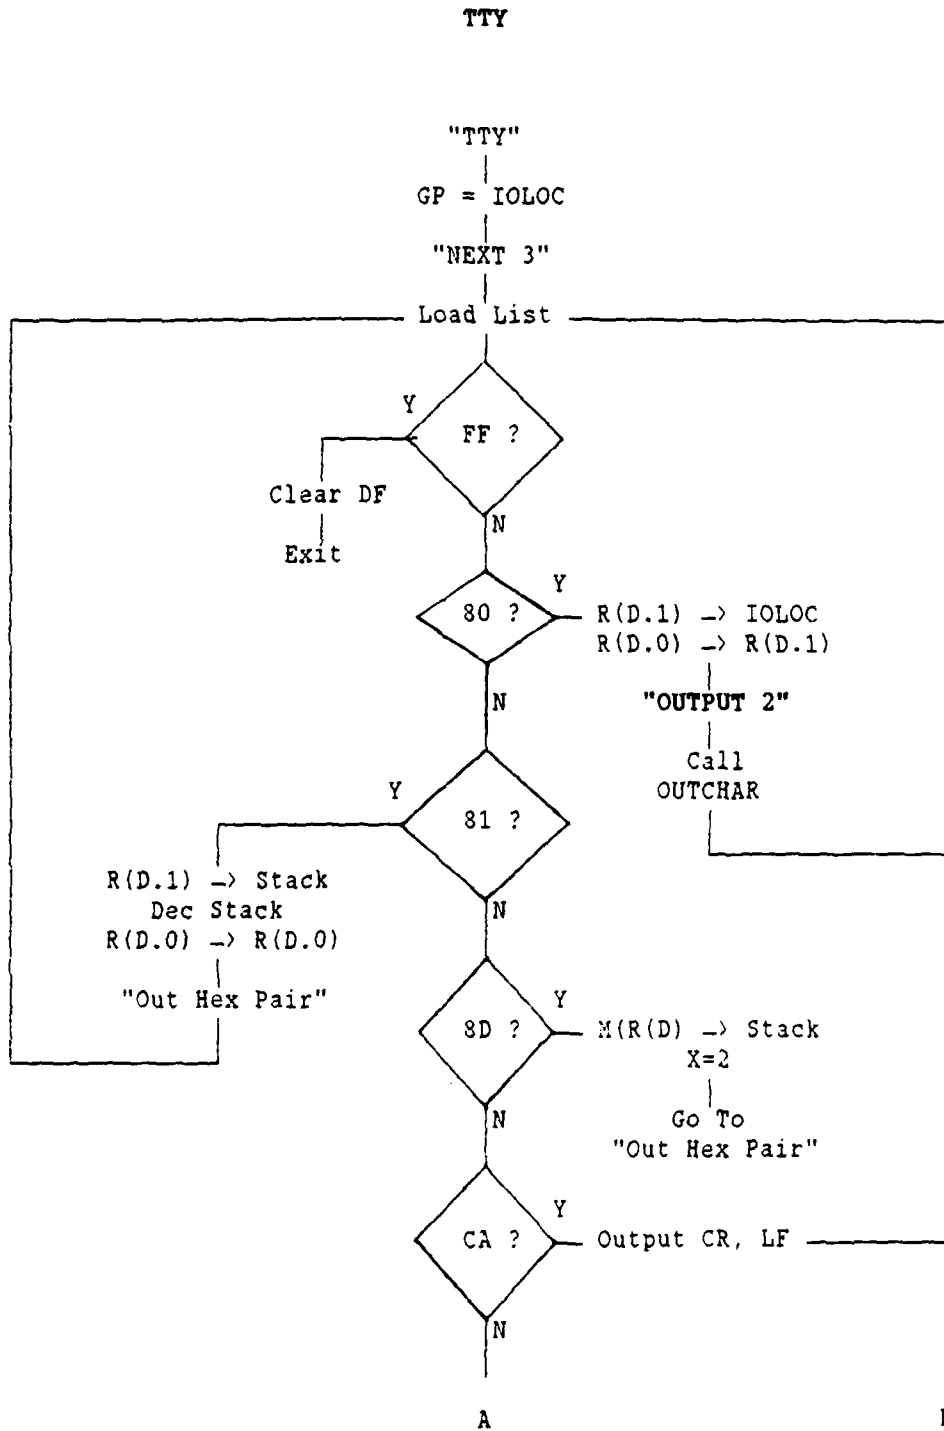 TTY
"TTY"
GP = IOLOC
"NEXT 3"
Load List
Y
FF ?
Clear DF
N
Exit
Y
80 ?
R(D.1) —> IOLOC
R(D.0) —> R(D.1)
N
"OUTPUT 2"
Call
OUTCHAR
Y
81 ?
R(D.1) —> Stack
Dec Stack
R(D.0) —> R(D.0)
N
"Out Hex Pair"
Y
8D ?
M(R(D) —> Stack
X=2
N
Go To
"Out Hex Pair"
Y
CA ?
Output CR, LF
N
A